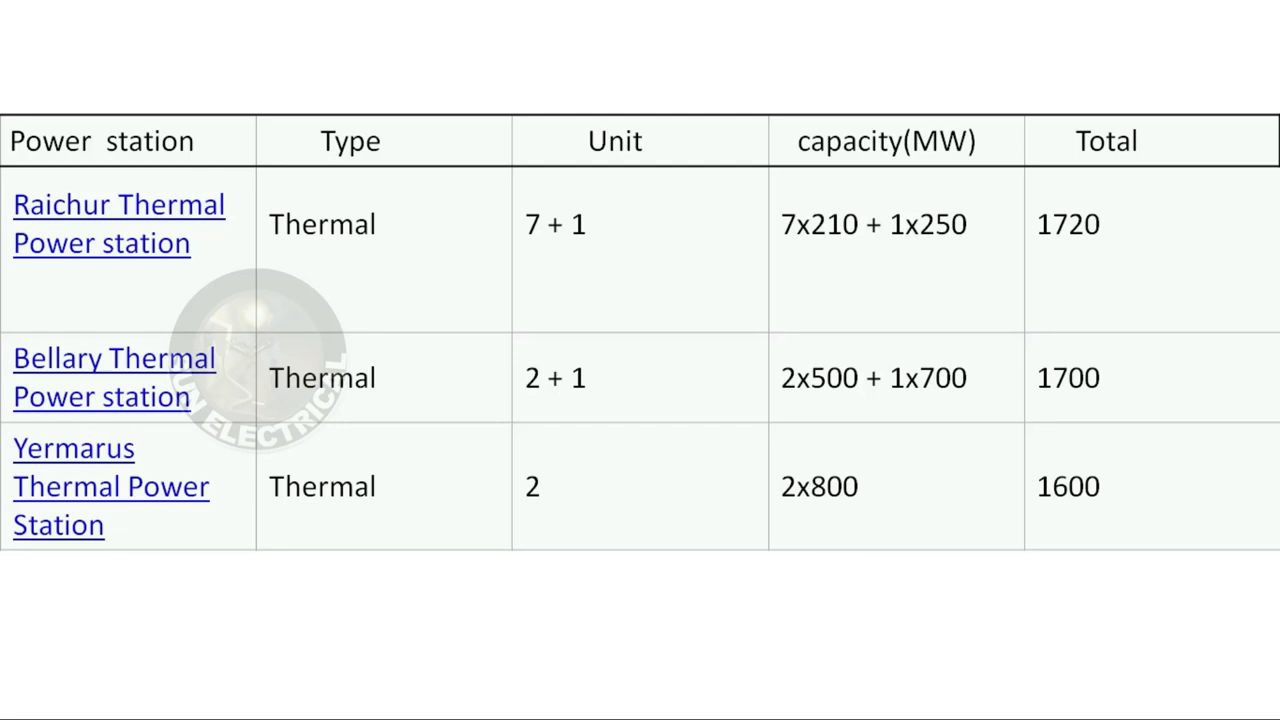 Power station Type Unit capacity(MW) Total
Raichur Thermal
Power station
Thermal 7 + 1 7x210 + 1x250 1720
Bellary Thermal
Power station
Thermal 2 + 1 2x500 + 1x700 1700
Yermarus
Thermal Power
Station
Thermal 2 2x800 1600
ELECTRICAL